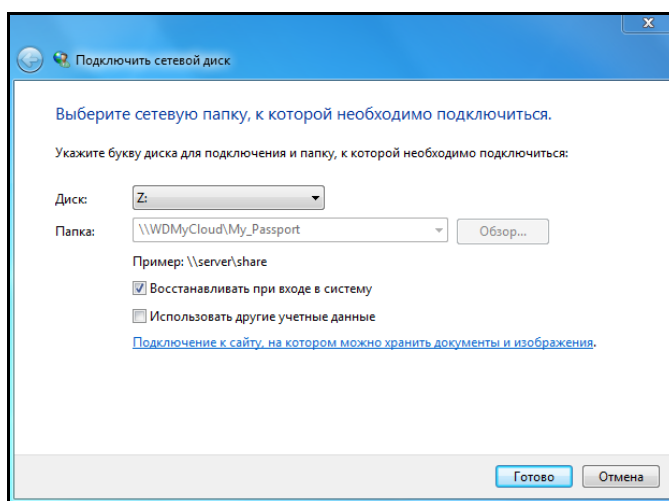 x
Подключить сетевой диск
Выберите сетевую папку, к которой необходимо подключиться.
Укажите букву диска для подключения и папку, к которой необходимо подключиться:
Диск: Z:
Папка: \\WDMyCloud\My_Passport Обзор...
Пример: \\server\share
Восстанавливать при входе в систему
Использовать другие учетные данные
Подключение к сайту, на котором можно хранить документы и изображения.
Готово Отмена